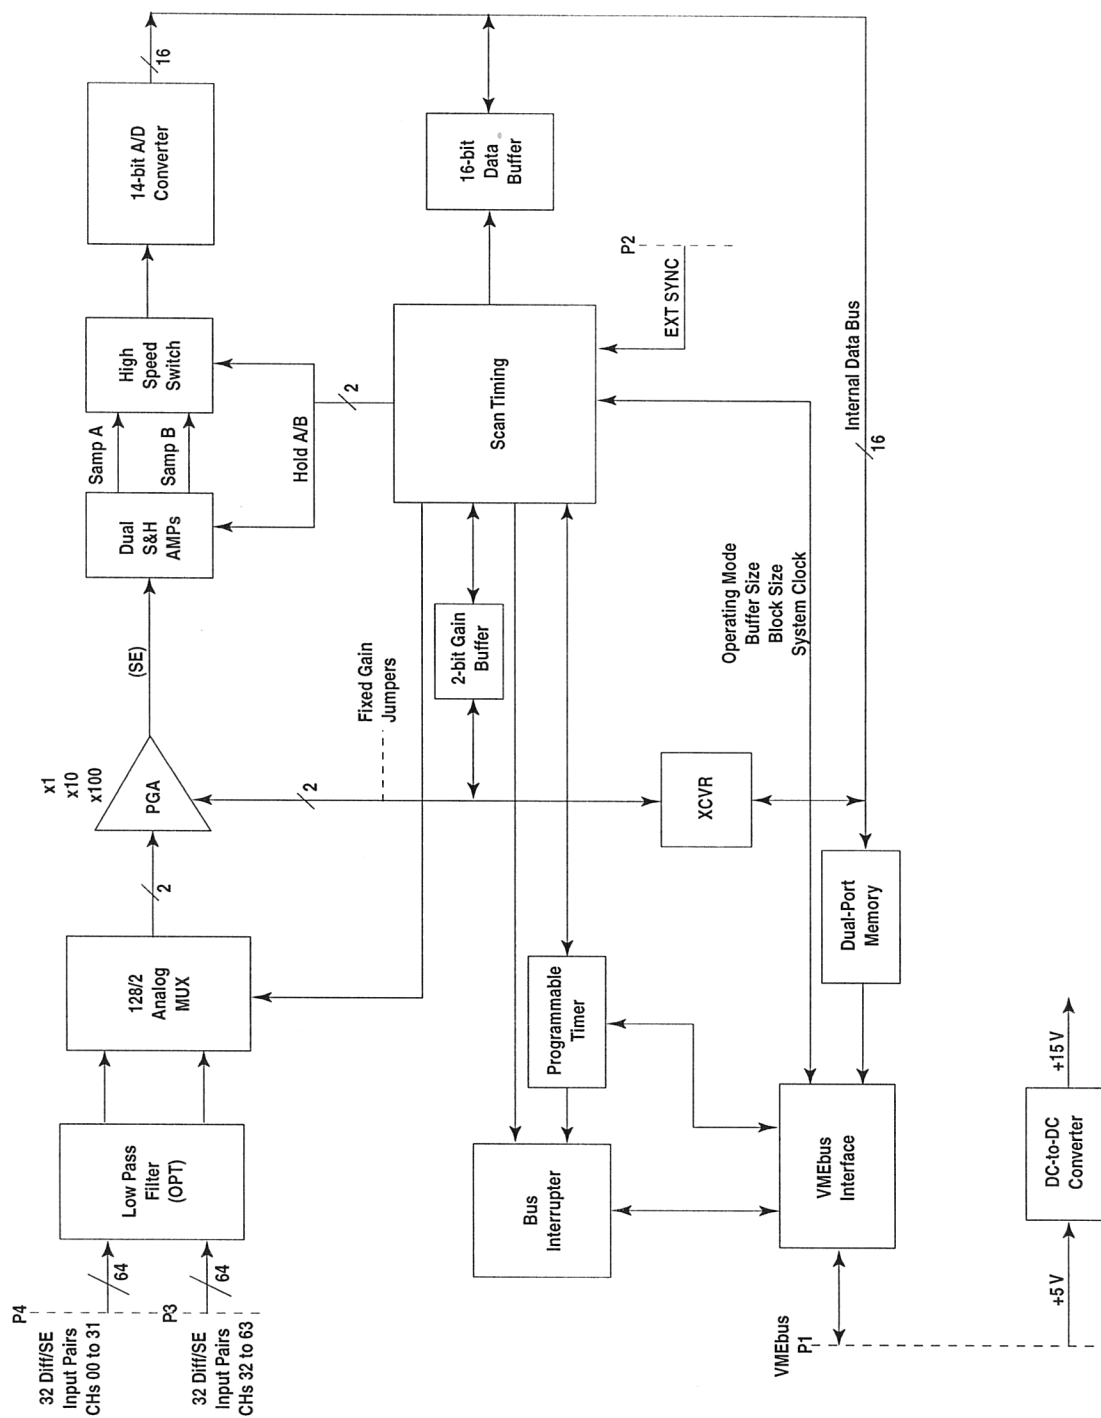 P4
32 Diff/SE
Input Pairs
CHs 00 to 31
64
P3
32 Diff/SE
Input Pairs
CHs 32 to 63
64
Low Pass
Filter
(OPT)
128/2
Analog
MUX
2
x1
x10
x100
PGA
(SE)
Dual
S&H
AMPs
Samp A
Samp B
High
Speed
Switch
14-bit A/D
Converter
16
Hold A/B
2
2
Fixed Gain
Jumpers
2-bit Gain
Buffer
Scan Timing
16-bit
Data
Buffer
P2
EXT SYNC
Bus
Interrupter
Programmable
Timer
XCVR
Operating Mode
Buffer Size
Block Size
System Clock
Internal Data Bus
16
VMEbus
P1
VMEbus
Interface
Dual-Port
Memory
+5 V
DC-to-DC
Converter
+15 V